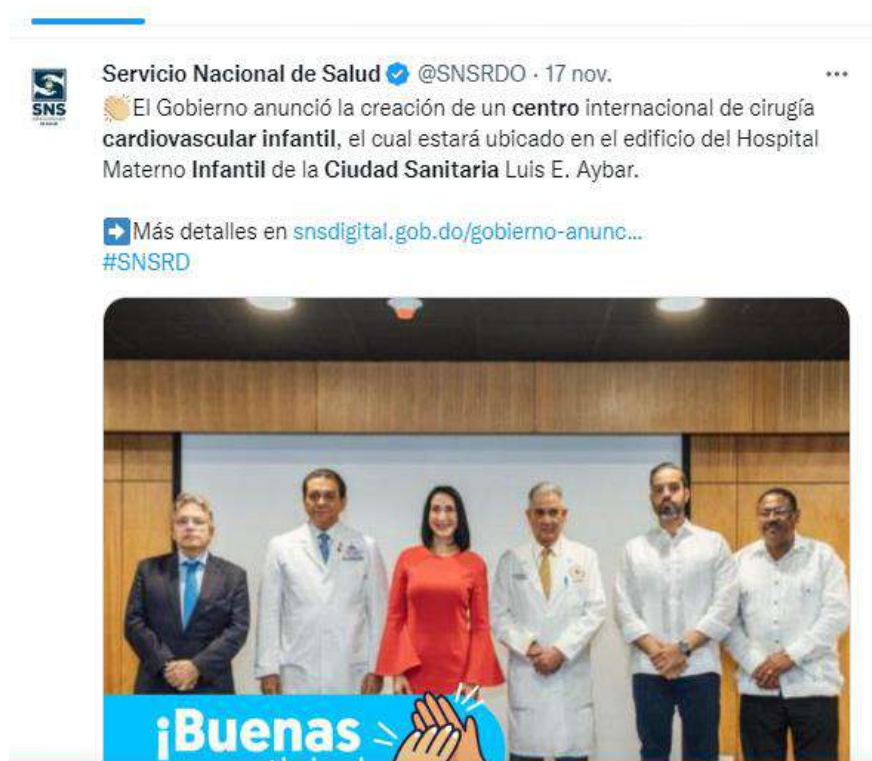 Servicio Nacional de Salud @SNSRDO · 17 nov.
SNS
👏El Gobierno anunció la creación de un centro internacional de cirugía
cardiovascular infantil, el cual estará ubicado en el edificio del Hospital
Materno Infantil de la Ciudad Sanitaria Luis E. Aybar.
➡Más detalles en snsdigital.gob.do/gobierno-anunc...
#SNSRD
¡Buenas